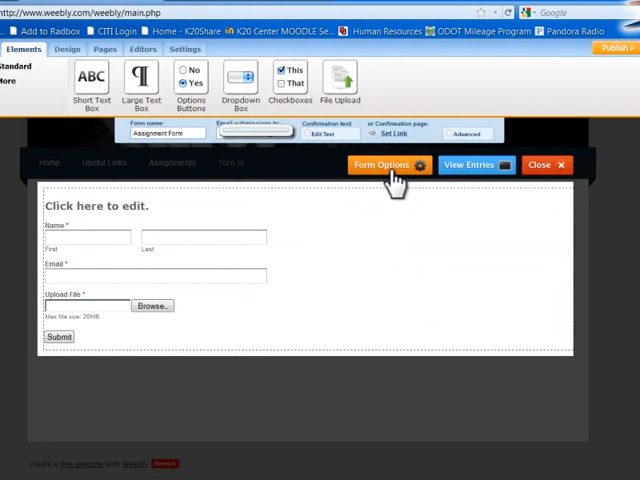 http://www.weebly.com/weebly/main.php
Google
Add to Radbox
CITI Login
Home - K20Share
K20 Center MOODLE Se...
Human Resources
ODOT Mileage Program
Pandora Radio
Elements
Design
Pages
Editors
Settings
Publish »
Standard
More
ABC
Short Text Box
¶
Large Text Box
No
Yes
Options Buttons
Dropdown Box
This
That
Checkboxes
File Upload
Form name:
Assignment Form
Email submissions to:
Confirmation text:
Edit Text
or Confirmation page:
Set Link
Advanced
Home
Useful Links
Assignments
Turn in
Form Options
View Entries
Close X
Click here to edit.
Name *
First
Last
Email *
Upload File *
Browse...
Max file size: 20MB
Submit
Create a free website with Weebly
Remove